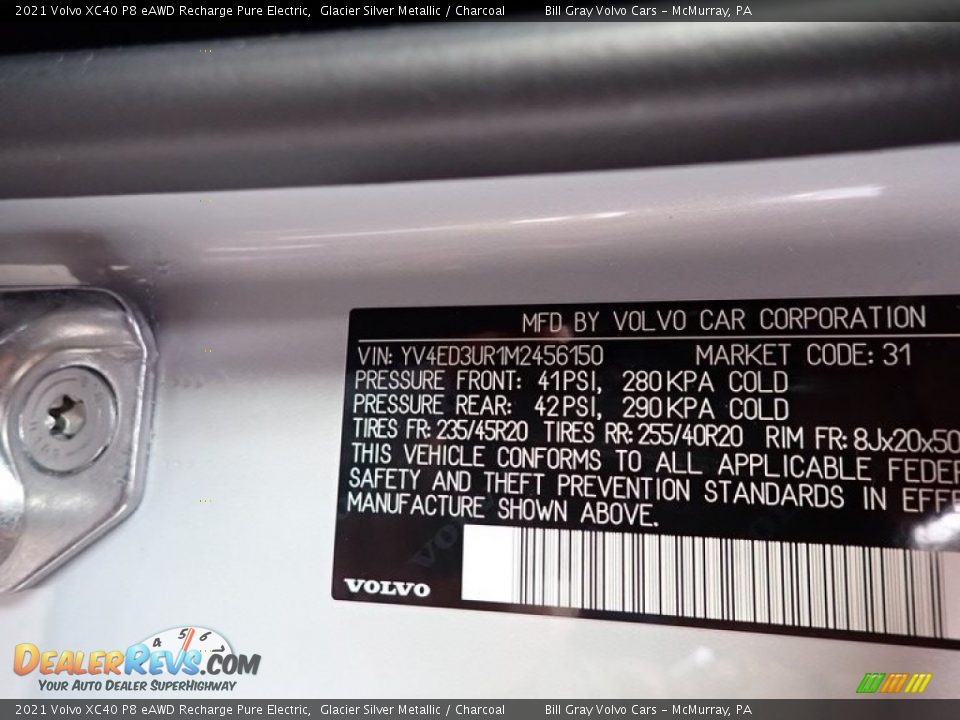 2021 Volvo XC40 P8 eAWD Recharge Pure Electric, Glacier Silver Metallic / Charcoal Bill Gray Volvo Cars - McMurray, PA
MFD BY VOLVO CAR CORPORATION
VIN: YV4ED3UR1M2456150 MARKET CODE: 31
PRESSURE FRONT: 41PSI, 280KPA COLD
PRESSURE REAR: 42PSI, 290KPA COLD
TIRES FR: 235/45R20 TIRES RR: 255/40R20 RIM FR: 8Jx20x50
THIS VEHICLE CONFORMS TO ALL APPLICABLE FEDER
SAFETY AND THEFT PREVENTION STANDARDS IN EFFE
MANUFACTURE SHOWN ABOVE.
VOLVO
4 5 6
DEALERREVS.COM
YOUR AUTO DEALER SUPERHIGHWAY
2021 Volvo XC40 P8 eAWD Recharge Pure Electric, Glacier Silver Metallic / Charcoal Bill Gray Volvo Cars - McMurray, PA